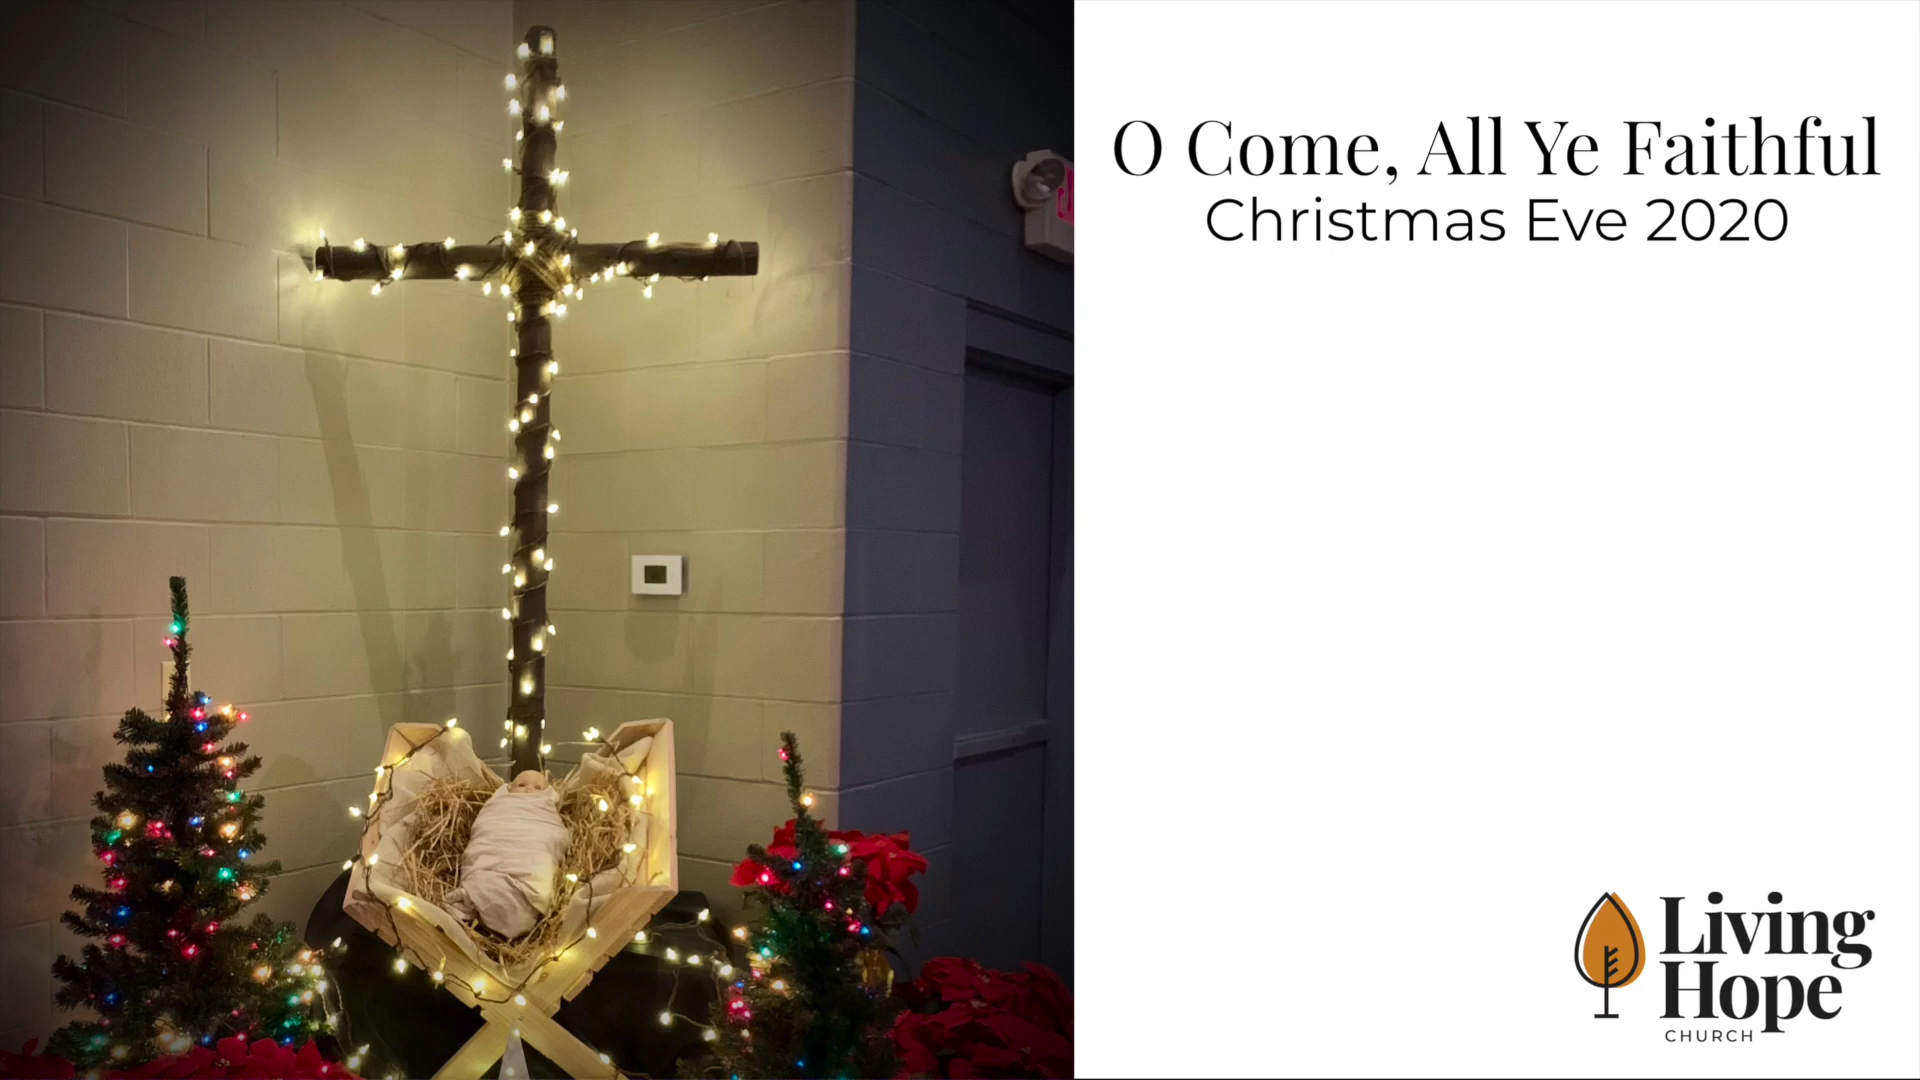 O Come, All Ye Faithful
Christmas Eve 2020
Living
Hope
CHURCH